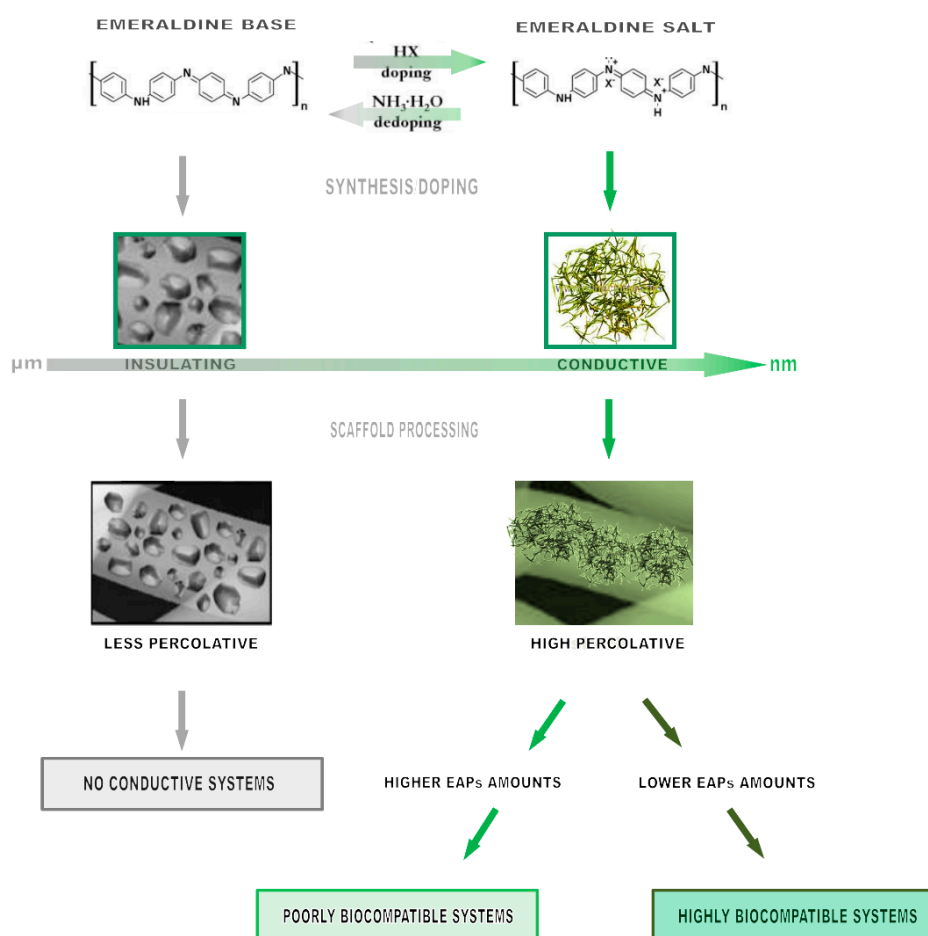 EMERALDINE BASE
EMERALDINE SALT
HX
doping
NH₃·H₂O
dedoping
[
NH
N
N
N
]n
[
NH
N
+
X⁻
X⁻
N
+
H
N
]n
SYNTHESIS/DOPING
µm
INSULATING
CONDUCTIVE
nm
SCAFFOLD PROCESSING
LESS PERCOLATIVE
HIGH PERCOLATIVE
NO CONDUCTIVE SYSTEMS
HIGHER EAPs AMOUNTS
LOWER EAPs AMOUNTS
POORLY BIOCOMPATIBLE SYSTEMS
HIGHLY BIOCOMPATIBLE SYSTEMS